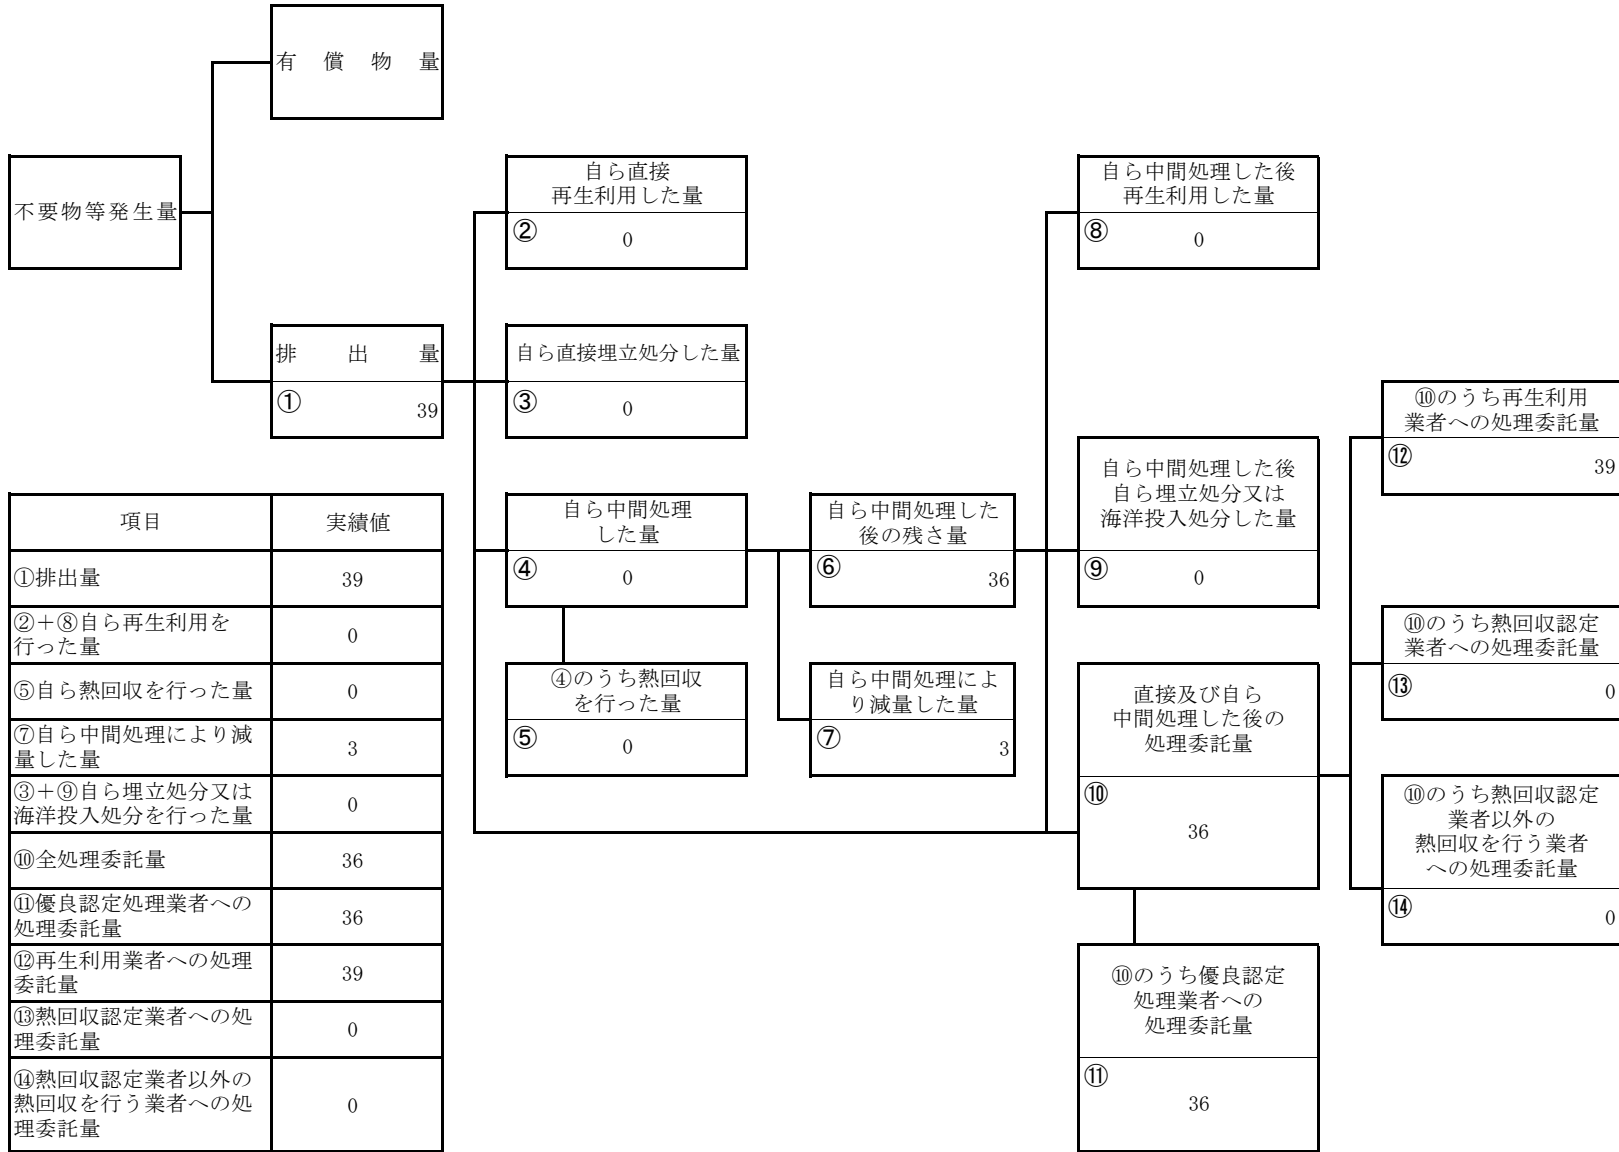 有償物量
不要物等発生量
自ら直接
再生利用した量
②
0
自ら中間処理した後
再生利用した量
⑧
0
排出量
①
39
自ら直接埋立処分した量
③
0
⑩のうち再生利用
業者への処理委託量
⑫
39
自ら中間処理した後
自ら埋立処分又は
海洋投入処分した量
⑨
0
自ら中間処理
した量
④
0
自ら中間処理した
後の残さ量
⑥
36
⑩のうち熱回収認定
業者への処理委託量
⑬
0
④のうち熱回収
を行った量
⑤
0
自ら中間処理によ
り減量した量
⑦
3
直接及び自ら
中間処理した後の
処理委託量
⑩
36
⑩のうち熱回収認定
業者以外の
熱回収を行う業者
への処理委託量
⑭
0
⑩のうち優良認定
処理業者への
処理委託量
⑪
36
項目 実績値
①排出量 39
②＋⑧自ら再生利用を
行った量 0
⑤自ら熱回収を行った量 0
⑦自ら中間処理により減
量した量 3
③＋⑨自ら埋立処分又は
海洋投入処分を行った量 0
⑩全処理委託量 36
⑪優良認定処理業者への
処理委託量 36
⑫再生利用業者への処理
委託量 39
⑬熱回収認定業者への処
理委託量 0
⑭熱回収認定業者以外の
熱回収を行う業者への処
理委託量 0